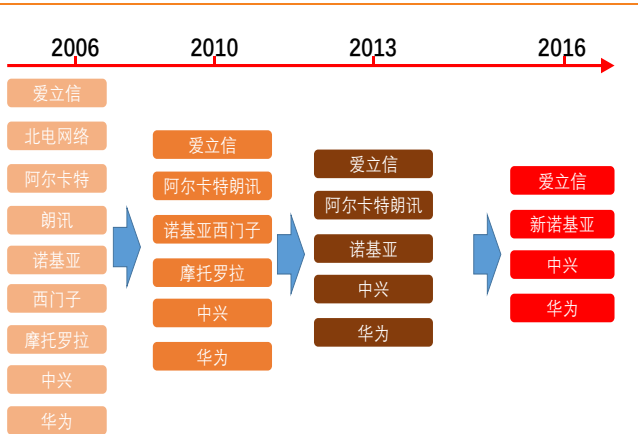 2006
2010
2013
2016
爱立信
北电网络
阿尔卡特
朗讯
诺基亚
西门子
摩托罗拉
中兴
华为
爱立信
阿尔卡特朗讯
诺基亚西门子
摩托罗拉
中兴
华为
爱立信
阿尔卡特朗讯
诺基亚
中兴
华为
爱立信
新诺基亚
中兴
华为